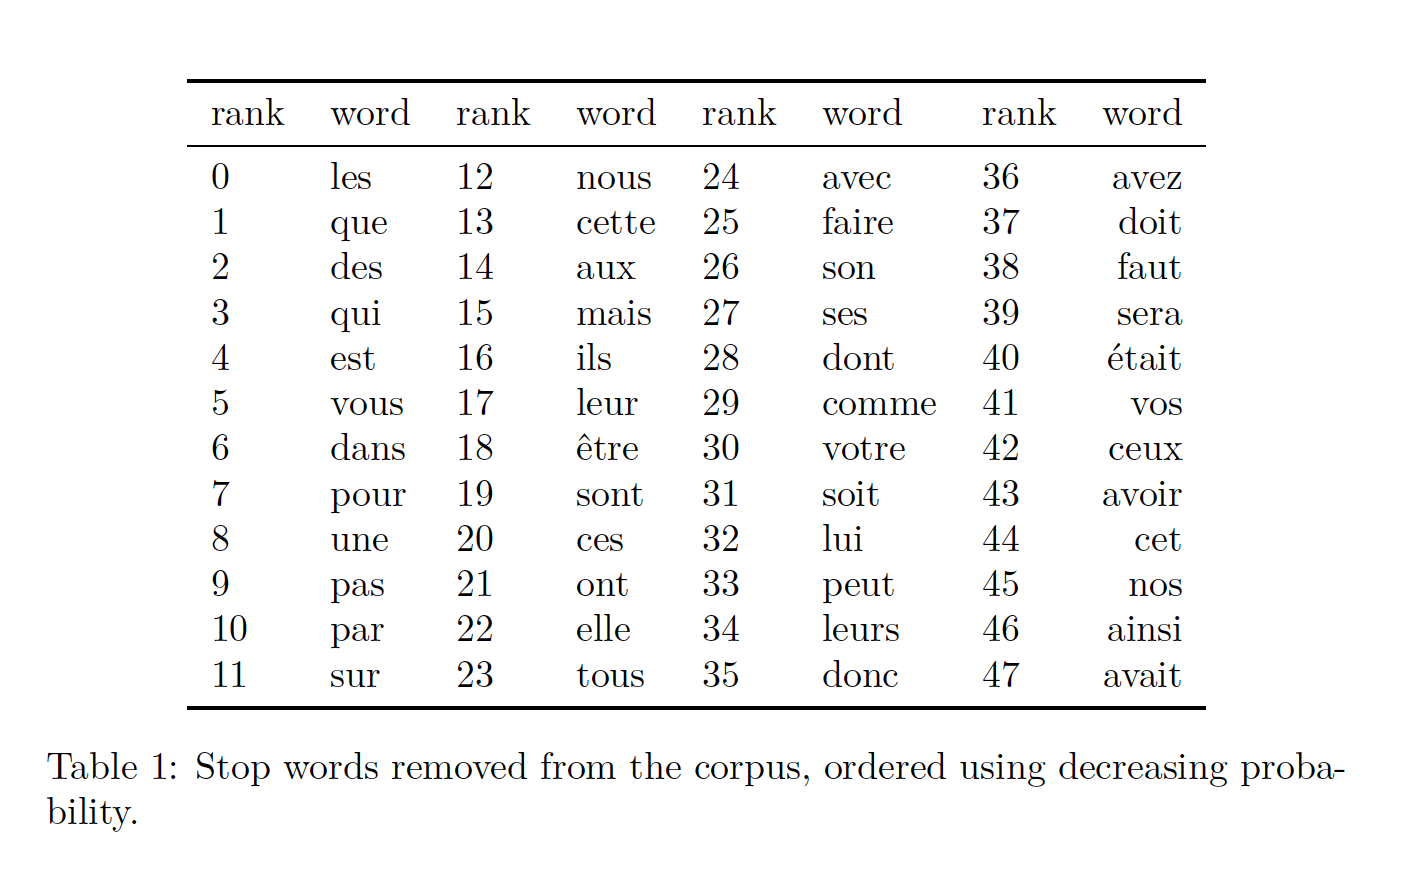 rank word rank word rank word rank word
0 les 12 nous 24 avec 36 avez
1 que 13 cette 25 faire 37 doit
2 des 14 aux 26 son 38 faut
3 qui 15 mais 27 ses 39 sera
4 est 16 ils 28 dont 40 était
5 vous 17 leur 29 comme 41 vos
6 dans 18 être 30 votre 42 ceux
7 pour 19 sont 31 soit 43 avoir
8 une 20 ces 32 lui 44 cet
9 pas 21 ont 33 peut 45 nos
10 par 22 elle 34 leurs 46 ainsi
11 sur 23 tous 35 donc 47 avait
Table 1: Stop words removed from the corpus, ordered using decreasing proba-
bility.